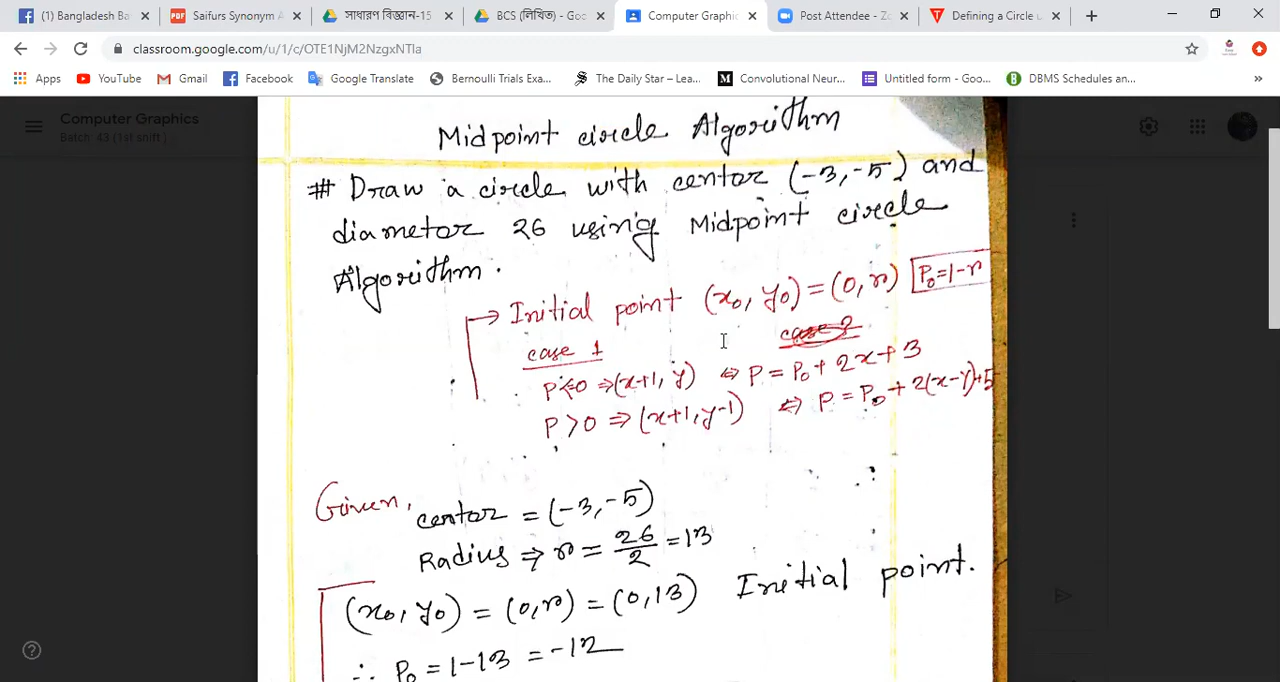 (1) Bangladesh Ba
Saifurs Synonym A
সাধারণ বিজ্ঞান-15
BCS (লিখিত) - Goo
Computer Graphic
Post Attendee - Zo
Defining a Circle u
classroom.google.com/u/1/c/OTE1NjM2NzgxNTIa
Apps
YouTube
Gmail
Facebook
Google Translate
Bernoulli Trials Exa...
The Daily Star – Lea...
Convolutional Neur...
Untitled form - Goo...
DBMS Schedules an...
»
Computer Graphics
Batch: 43 (1st shift )
Midpoint circle Algorithm
# Draw a circle with centor (-3,-5) and
diametor 26 using Midpoint circle
Algorithm.
→ Initial point (x₀, y₀) = (0, r) P₀=1-r
case 1
P<0 ⇒(x+1, y) ⇔ P = P₀ + 2x+3
P>0 ⇒ (x+1, y-1) ⇔ P = P₀ + 2(x-y)+5
Given,
centor = (-3,-5)
Radius ⇒ r = 26/2 = 13
(x₀, y₀) = (0, r) = (0, 13) Initial point.
∴ P₀ = 1-13 = -12